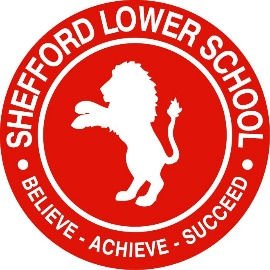 SHEFFORD LOWER SCHOOL
• BELIEVE - ACHIEVE - SUCCEED •